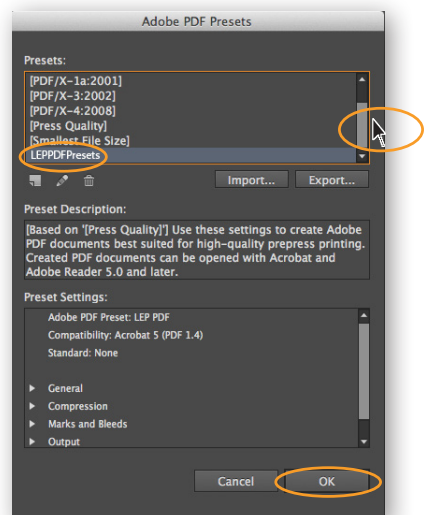 Adobe PDF Presets
Presets:
[PDF/X-1a:2001]
[PDF/X-3:2002]
[PDF/X-4:2008]
[Press Quality]
[Smallest File Size]
LEPPDFPresets
Import...
Export...
Preset Description:
[Based on '[Press Quality]'] Use these settings to create Adobe
PDF documents best suited for high-quality prepress printing.
Created PDF documents can be opened with Acrobat and
Adobe Reader 5.0 and later.
Preset Settings:
Adobe PDF Preset: LEP PDF
Compatibility: Acrobat 5 (PDF 1.4)
Standard: None
General
Compression
Marks and Bleeds
Output
Cancel
OK